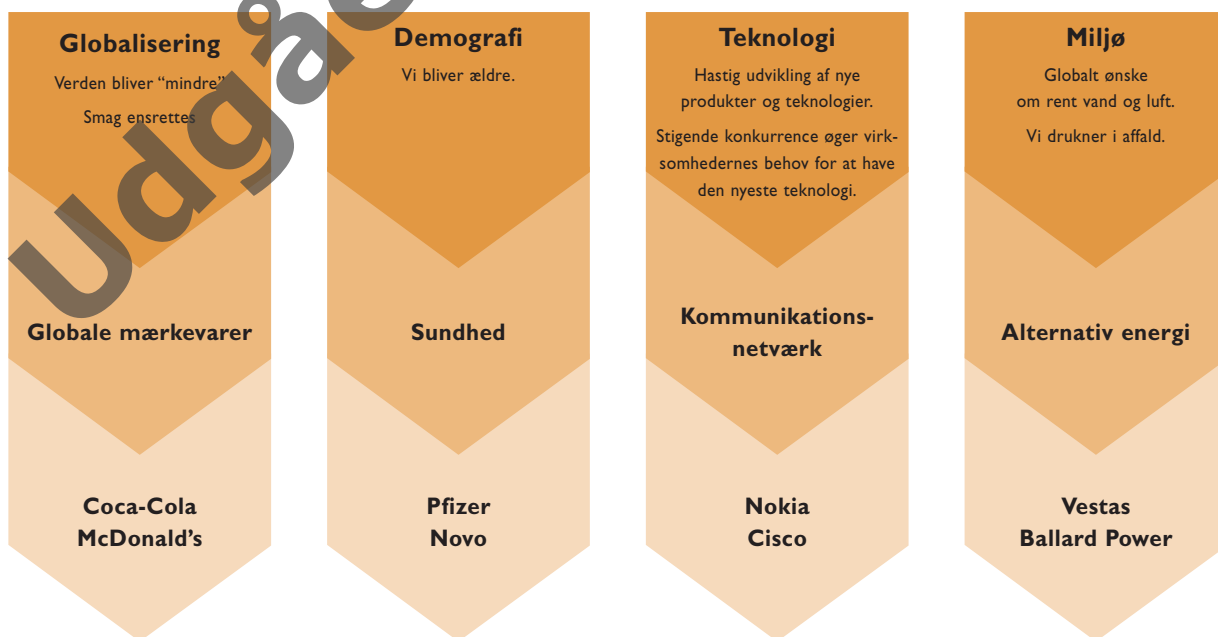 Globalisering
Verden bliver “mindre”
Smag ensrettes
Globale mærkevarer
Coca-Cola
McDonald’s
Demografi
Vi bliver ældre.
Sundhed
Pfizer
Novo
Teknologi
Hastig udvikling af nye
produkter og teknologier.
Stigende konkurrence øger virk-
somhedernes behov for at have
den nyeste teknologi.
Kommunikations-
netværk
Nokia
Cisco
Miljø
Globalt ønske
om rent vand og luft.
Vi drukner i affald.
Alternativ energi
Vestas
Ballard Power